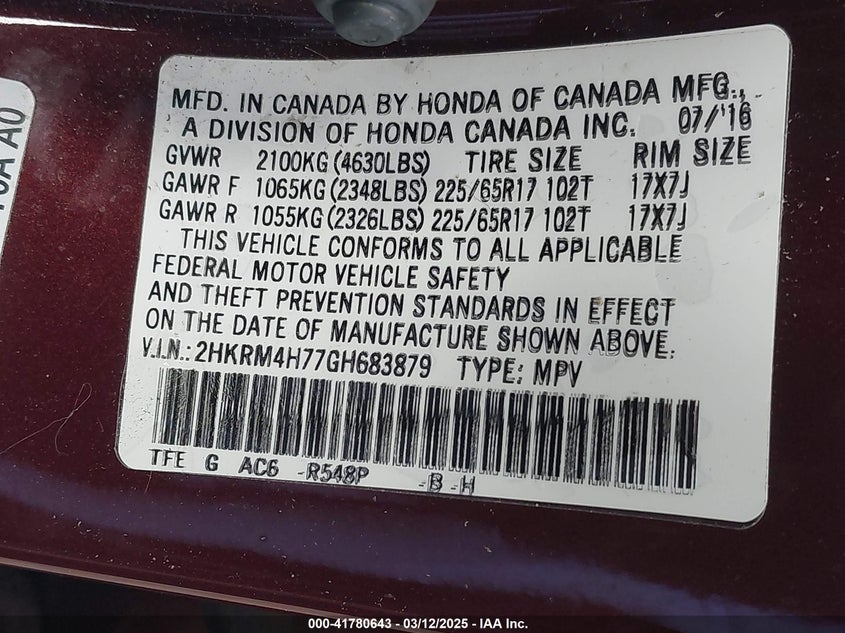 MFD. IN CANADA BY HONDA OF CANADA MFG.,
A DIVISION OF HONDA CANADA INC. 07/16
GVWR 2100KG (4630LBS) TIRE SIZE RIM SIZE
GAWR F 1065KG (2348LBS) 225/65R17 102T 17X7J
GAWR R 1055KG (2326LBS) 225/65R17 102T 17X7J
THIS VEHICLE CONFORMS TO ALL APPLICABLE
FEDERAL MOTOR VEHICLE SAFETY
AND THEFT PREVENTION STANDARDS IN EFFECT
ON THE DATE OF MANUFACTURE SHOWN ABOVE.
V.I.N.: 2HKRM4H77GH683879 TYPE: MPV
TFE G AC6 -R548P -B -H
000-41780643 - 03/12/2025 - IAA Inc.